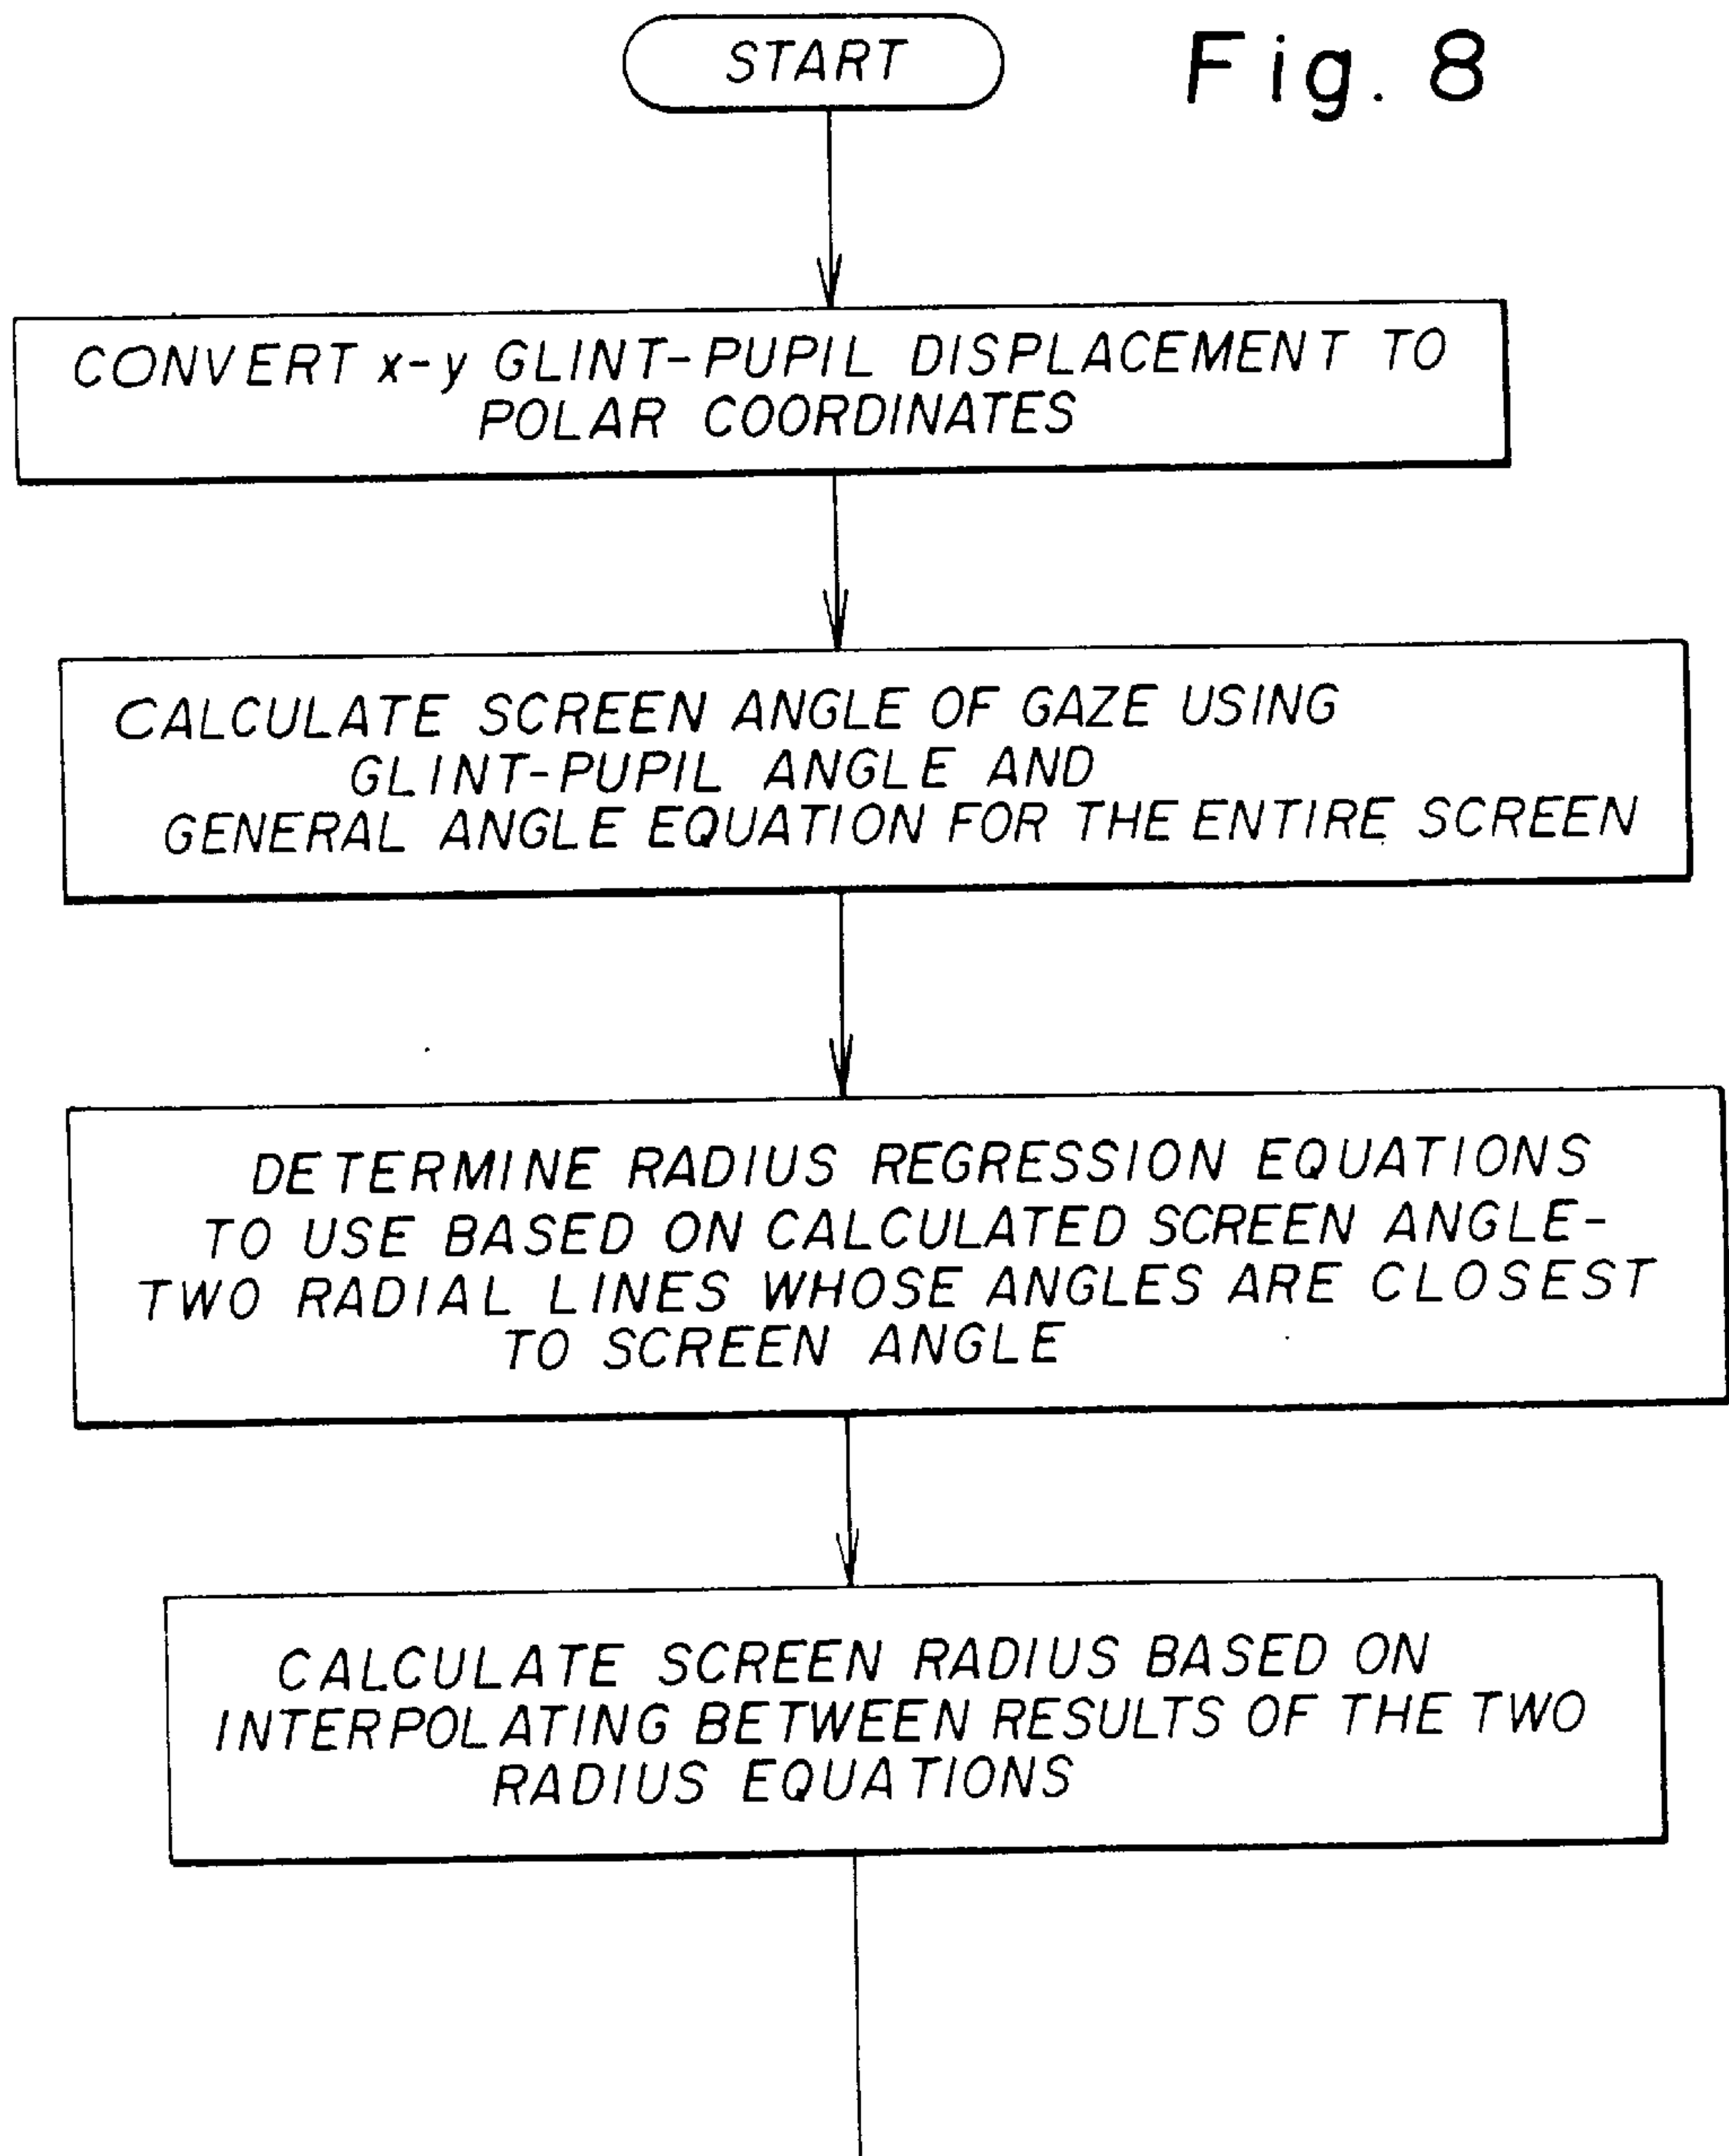 START
Fig. 8
CONVERT x-y GLINT-PUPIL DISPLACEMENT TO
POLAR COORDINATES
CALCULATE SCREEN ANGLE OF GAZE USING
GLINT-PUPIL ANGLE AND
GENERAL ANGLE EQUATION FOR THE ENTIRE SCREEN
DETERMINE RADIUS REGRESSION EQUATIONS
TO USE BASED ON CALCULATED SCREEN ANGLE-
TWO RADIAL LINES WHOSE ANGLES ARE CLOSEST
TO SCREEN ANGLE
CALCULATE SCREEN RADIUS BASED ON
INTERPOLATING BETWEEN RESULTS OF THE TWO
RADIUS EQUATIONS